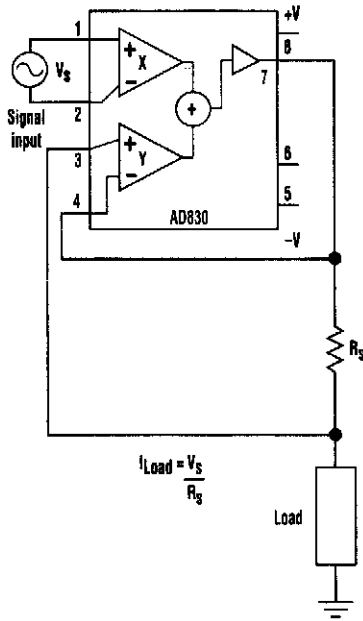 +V
1
8
VS
+
X
−
7
+
2
Signal
input
+
6
3
Y
4
−
5
AD830
−V
RS
ILoad = VS
RS
Load